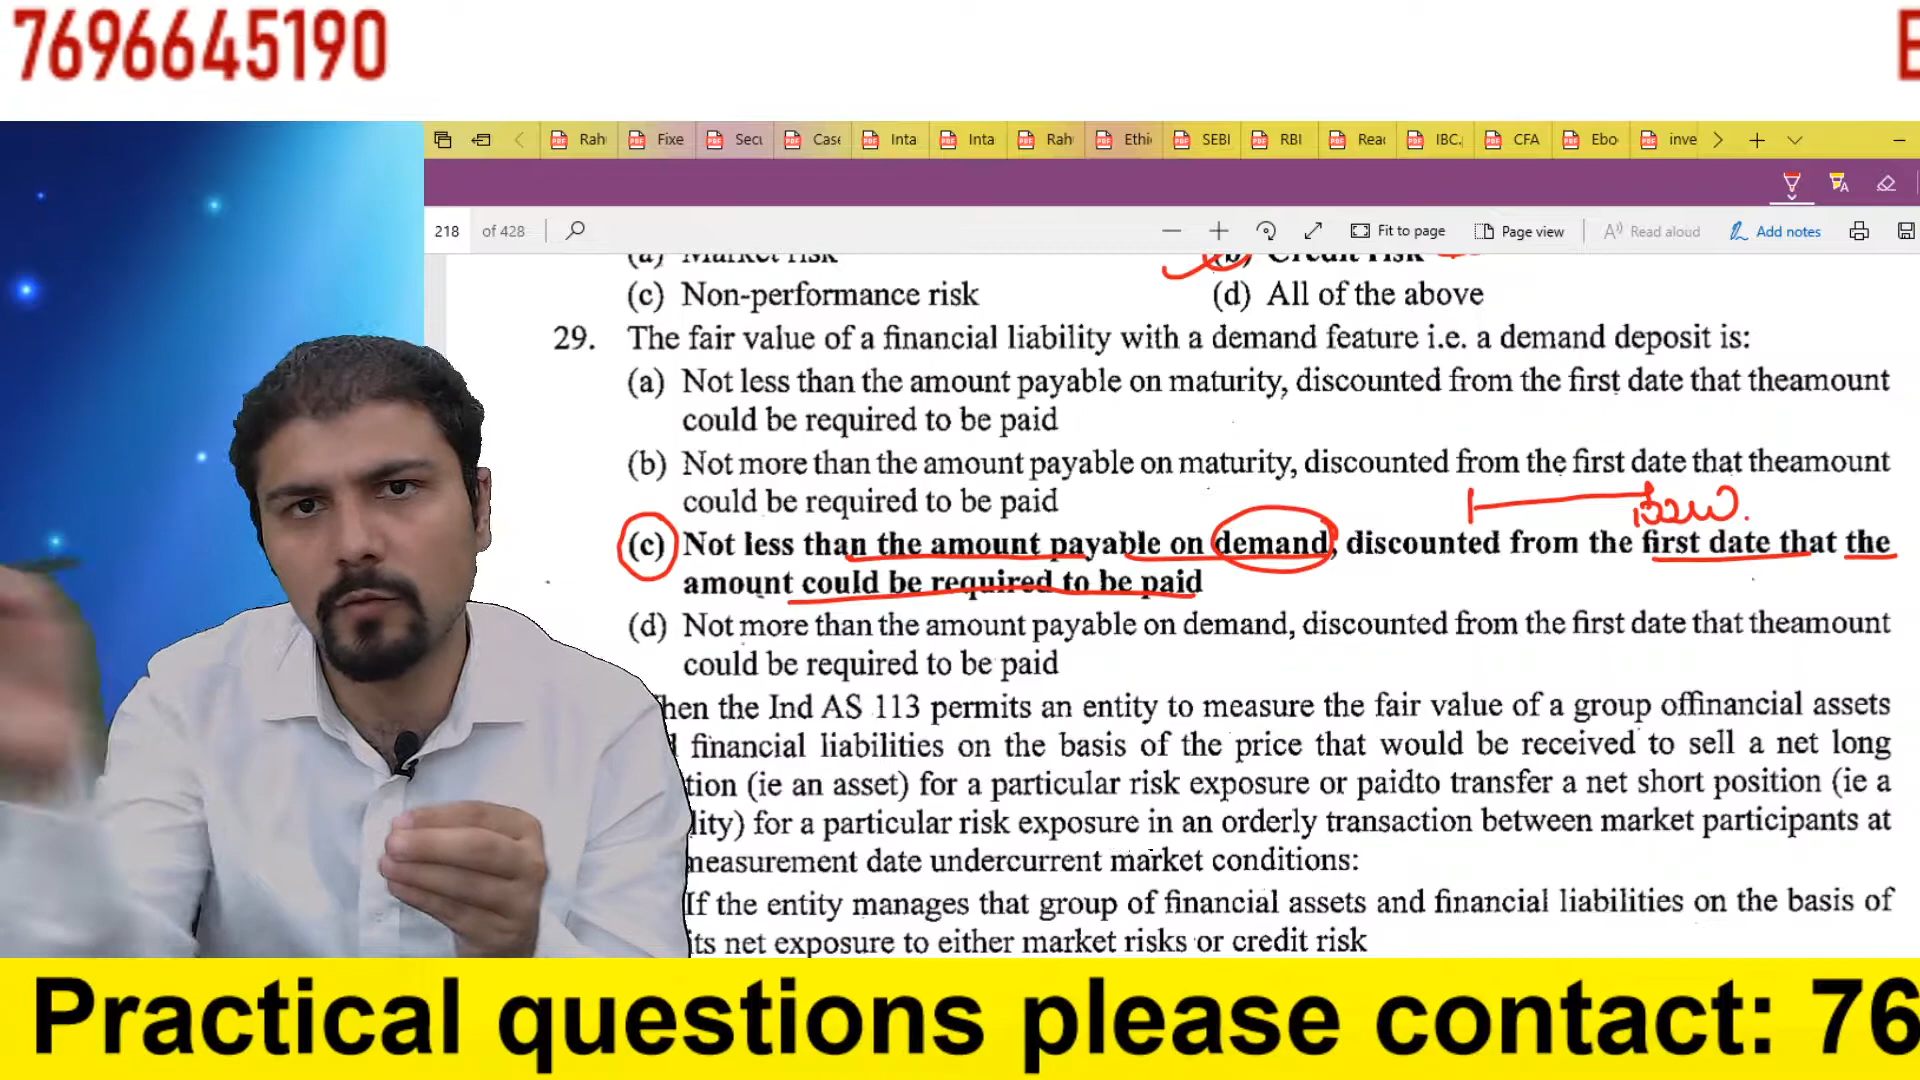 7696645190
E
Rah Fixe Secu Case Inta Inta Rah Ethi SEBI RBI Read IBC. CFA Ebo inve
218 of 428 Fit to page Page view Read aloud Add notes
(a) Market risk (b) Credit risk
(c) Non-performance risk (d) All of the above
29. The fair value of a financial liability with a demand feature i.e. a demand deposit is:
(a) Not less than the amount payable on maturity, discounted from the first date that theamount
could be required to be paid
(b) Not more than the amount payable on maturity, discounted from the first date that theamount
could be required to be paid
(c) Not less than the amount payable on demand, discounted from the first date that the
amount could be required to be paid
(d) Not more than the amount payable on demand, discounted from the first date that theamount
could be required to be paid
hen the Ind AS 113 permits an entity to measure the fair value of a group offinancial assets
financial liabilities on the basis of the price that would be received to sell a net long
tion (ie an asset) for a particular risk exposure or paidto transfer a net short position (ie a
lity) for a particular risk exposure in an orderly transaction between market participants at
measurement date undercurrent market conditions:
If the entity manages that group of financial assets and financial liabilities on the basis of
its net exposure to either market risks or credit risk
Practical questions please contact: 76